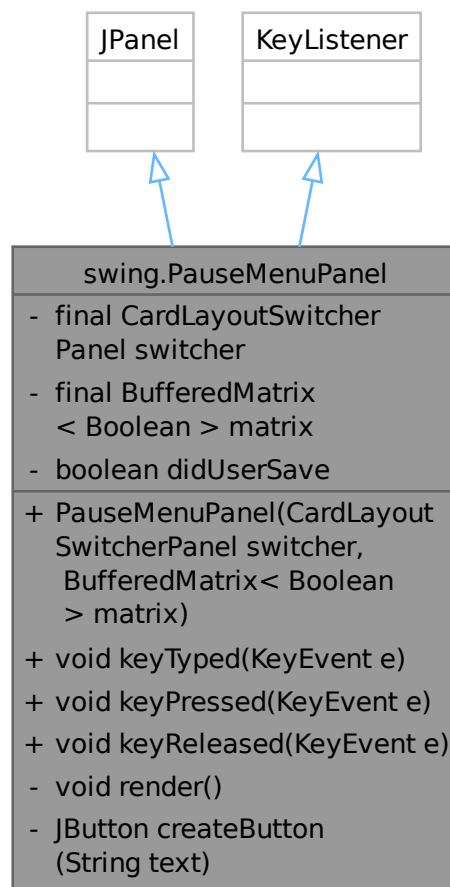 JPanel
KeyListener
swing.PauseMenuPanel
- final CardLayoutSwitcher
Panel switcher
- final BufferedMatrix
< Boolean > matrix
- boolean didUserSave
+ PauseMenuPanel(CardLayout
SwitcherPanel switcher,
BufferedMatrix< Boolean
> matrix)
+ void keyTyped(KeyEvent e)
+ void keyPressed(KeyEvent e)
+ void keyReleased(KeyEvent e)
- void render()
- JButton createButton
(String text)